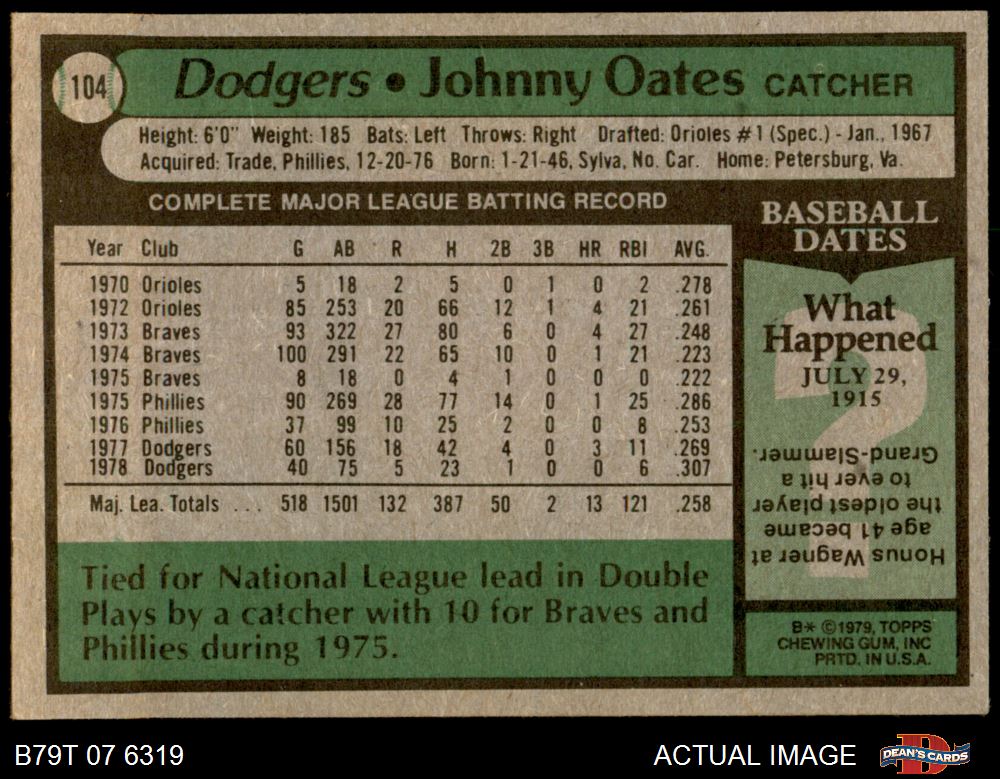 104
Dodgers • Johnny Oates CATCHER
Height: 6'0" Weight: 185 Bats: Left Throws: Right Drafted: Orioles #1 (Spec.) - Jan., 1967
Acquired: Trade, Phillies, 12-20-76 Born: 1-21-46, Sylva, No. Car. Home: Petersburg, Va.
COMPLETE MAJOR LEAGUE BATTING RECORD
Year Club G AB R H 2B 3B HR RBI AVG.
1970 Orioles 5 18 2 5 0 1 0 2 .278
1972 Orioles 85 253 20 66 12 1 4 21 .261
1973 Braves 93 322 27 80 6 0 4 27 .248
1974 Braves 100 291 22 65 10 0 1 21 .223
1975 Braves 8 18 0 4 1 0 0 0 .222
1975 Phillies 90 269 28 77 14 0 1 25 .286
1976 Phillies 37 99 10 25 2 0 0 8 .253
1977 Dodgers 60 156 18 42 4 0 3 11 .269
1978 Dodgers 40 75 5 23 1 0 0 6 .307
Maj. Lea. Totals ... 518 1501 132 387 50 2 13 121 .258
Tied for National League lead in Double
Plays by a catcher with 10 for Braves and
Phillies during 1975.
BASEBALL
DATES
What
Happened
JULY 29,
1915
Honus Wagner at
age 41 became
the oldest player
to ever hit a
Grand-Slammer.
B* ©1979, TOPPS
CHEWING GUM, INC
PRTD. IN U.S.A.
B79T 07 6319
ACTUAL IMAGE
DEAN'S CARDS